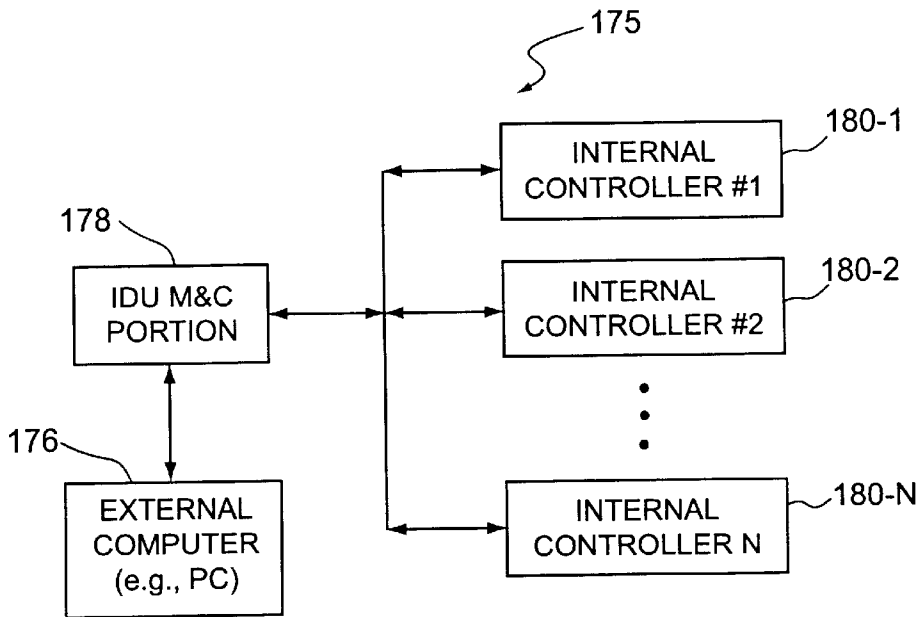 175
INTERNAL
CONTROLLER #1
180-1
178
IDU M&C
PORTION
INTERNAL
CONTROLLER #2
180-2
176
EXTERNAL
COMPUTER
(e.g., PC)
INTERNAL
CONTROLLER N
180-N